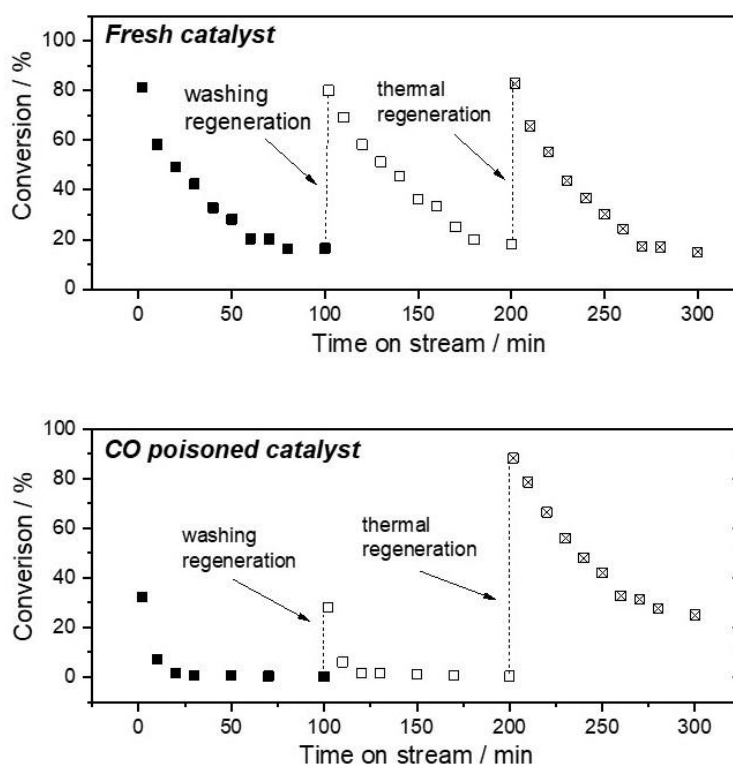 Fresh catalyst
washing
regeneration
thermal
regeneration
Conversion / %
100
80
60
40
20
0
0 50 100 150 200 250 300
Time on stream / min
CO poisoned catalyst
washing
regeneration
thermal
regeneration
Converison / %
100
80
60
40
20
0
0 50 100 150 200 250 300
Time on stream / min